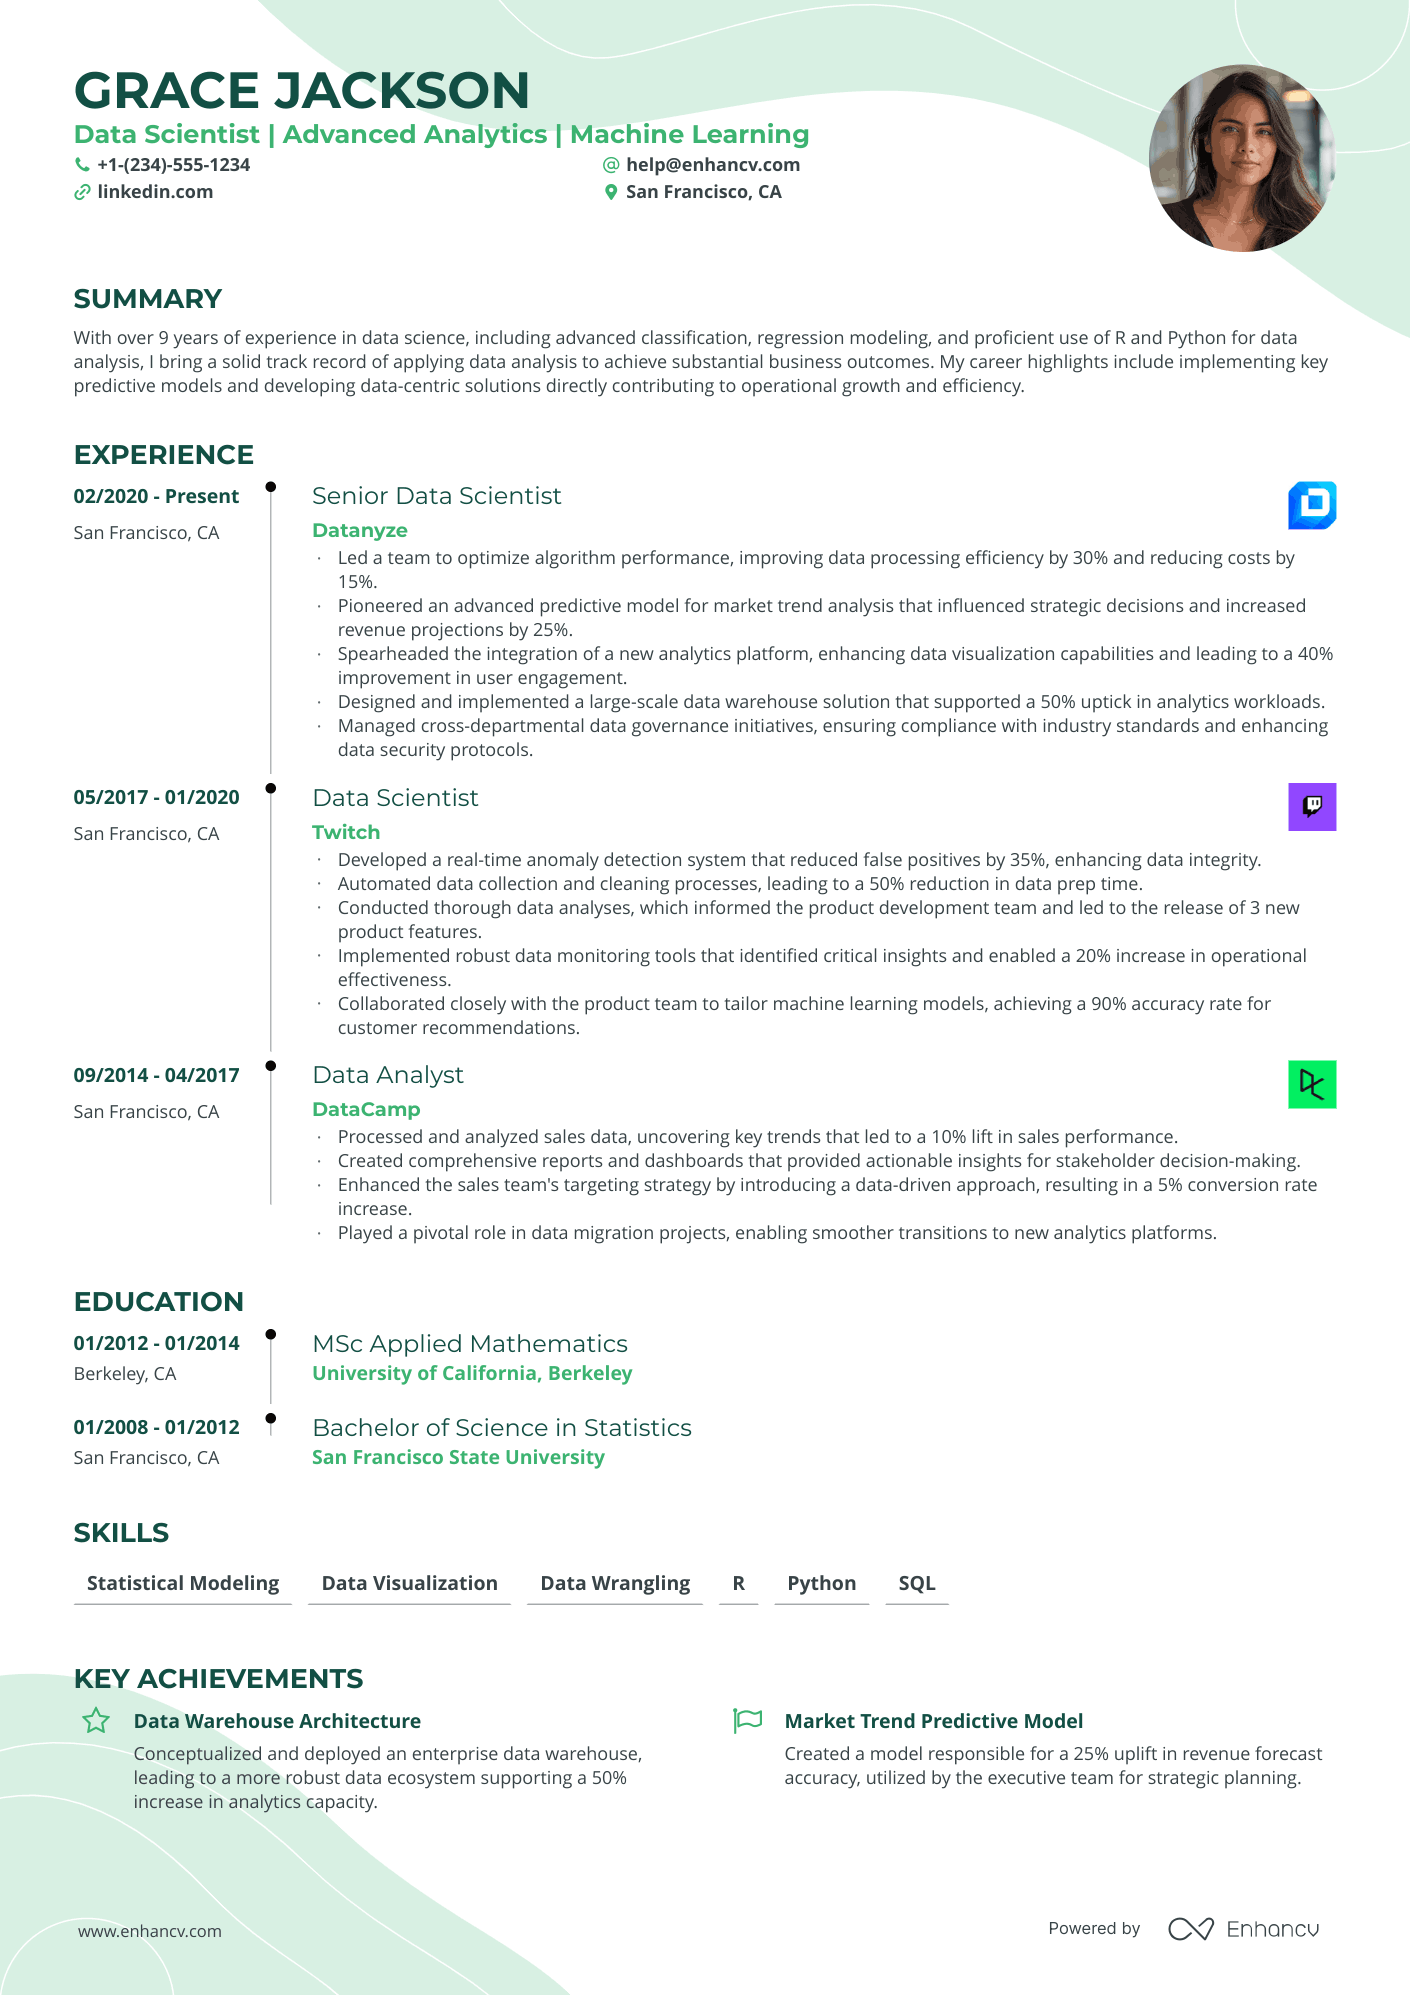 GRACE JACKSON
Data Scientist | Advanced Analytics | Machine Learning
+1-(234)-555-1234
help@enhancv.com
linkedin.com
San Francisco, CA
SUMMARY
With over 9 years of experience in data science, including advanced classification, regression modeling, and proficient use of R and Python for data
analysis, I bring a solid track record of applying data analysis to achieve substantial business outcomes. My career highlights include implementing key
predictive models and developing data-centric solutions directly contributing to operational growth and efficiency.
EXPERIENCE
02/2020 - Present
San Francisco, CA
Senior Data Scientist
Datanyze
· Led a team to optimize algorithm performance, improving data processing efficiency by 30% and reducing costs by
15%.
· Pioneered an advanced predictive model for market trend analysis that influenced strategic decisions and increased
revenue projections by 25%.
· Spearheaded the integration of a new analytics platform, enhancing data visualization capabilities and leading to a 40%
improvement in user engagement.
· Designed and implemented a large-scale data warehouse solution that supported a 50% uptick in analytics workloads.
· Managed cross-departmental data governance initiatives, ensuring compliance with industry standards and enhancing
data security protocols.
05/2017 - 01/2020
San Francisco, CA
Data Scientist
Twitch
· Developed a real-time anomaly detection system that reduced false positives by 35%, enhancing data integrity.
· Automated data collection and cleaning processes, leading to a 50% reduction in data prep time.
· Conducted thorough data analyses, which informed the product development team and led to the release of 3 new
product features.
· Implemented robust data monitoring tools that identified critical insights and enabled a 20% increase in operational
effectiveness.
· Collaborated closely with the product team to tailor machine learning models, achieving a 90% accuracy rate for
customer recommendations.
09/2014 - 04/2017
San Francisco, CA
Data Analyst
DataCamp
· Processed and analyzed sales data, uncovering key trends that led to a 10% lift in sales performance.
· Created comprehensive reports and dashboards that provided actionable insights for stakeholder decision-making.
· Enhanced the sales team's targeting strategy by introducing a data-driven approach, resulting in a 5% conversion rate
increase.
· Played a pivotal role in data migration projects, enabling smoother transitions to new analytics platforms.
EDUCATION
01/2012 - 01/2014
Berkeley, CA
MSc Applied Mathematics
University of California, Berkeley
01/2008 - 01/2012
San Francisco, CA
Bachelor of Science in Statistics
San Francisco State University
SKILLS
Statistical Modeling Data Visualization Data Wrangling R Python SQL
KEY ACHIEVEMENTS
Data Warehouse Architecture
Conceptualized and deployed an enterprise data warehouse,
leading to a more robust data ecosystem supporting a 50%
increase in analytics capacity.
Market Trend Predictive Model
Created a model responsible for a 25% uplift in revenue forecast
accuracy, utilized by the executive team for strategic planning.
www.enhancv.com
Powered by Enhancv